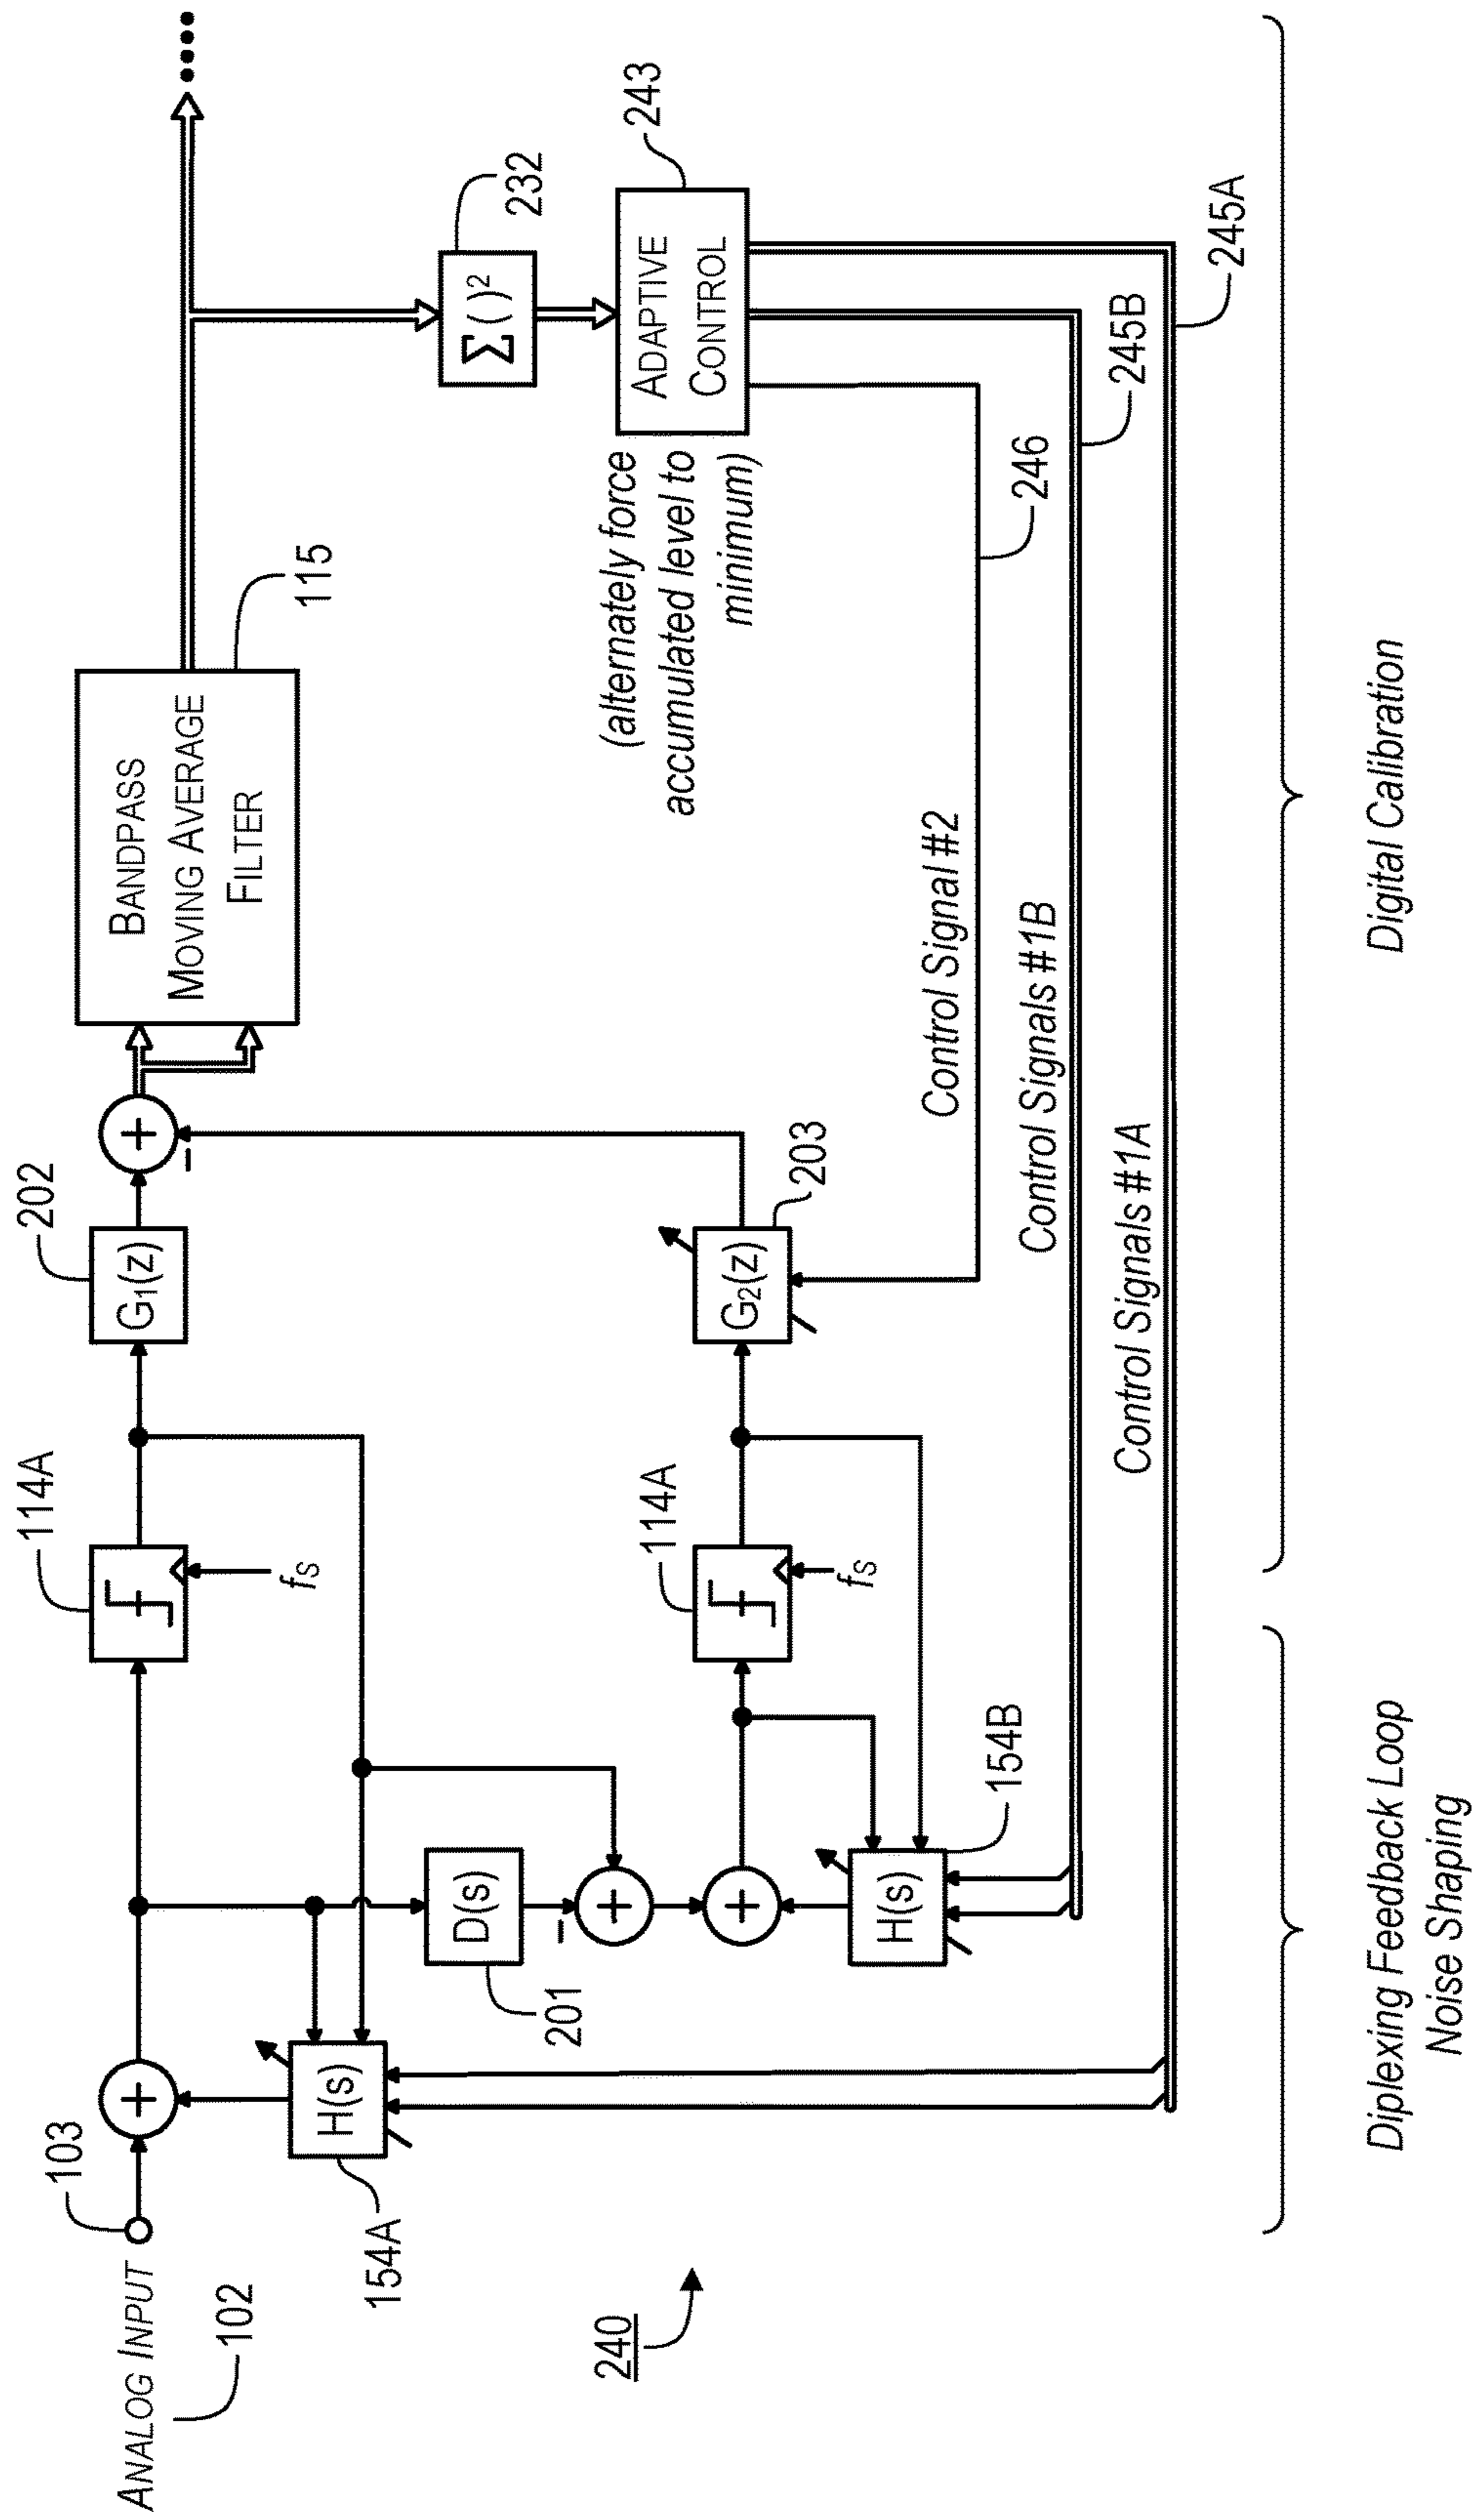 ANALOG INPUT
102
103
154A
H(s)
+
114A
fS
202
G1(z)
+
−
BANDPASS
MOVING AVERAGE
FILTER
115
201
D(s)
−
+
+
154B
H(s)
114A
fS
203
G2(z)
232
Σ( )²
243
ADAPTIVE
CONTROL
(alternately force
accumulated level to
minimum)
Control Signal #2
246
Control Signals #1B
245B
Control Signals #1A
245A
240
Diplexing Feedback Loop
Noise Shaping
Digital Calibration